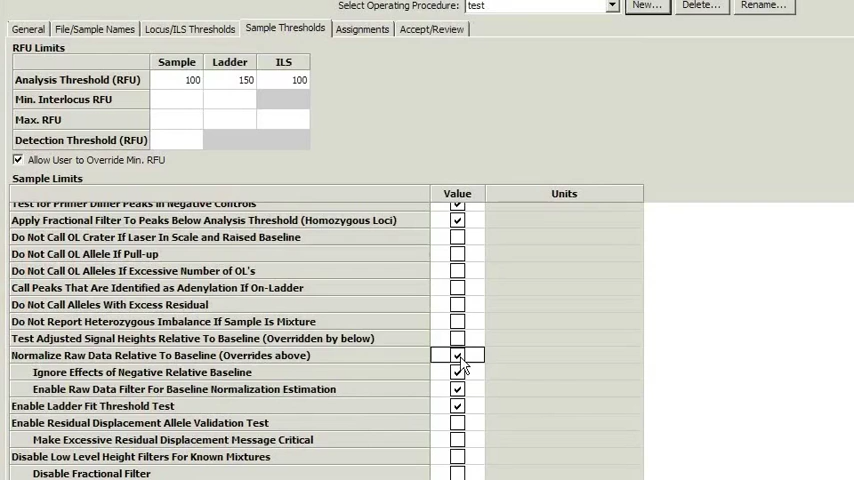 Select Operating Procedure: test New... Delete... Rename...
General File/Sample Names Locus/ILS Thresholds Sample Thresholds Assignments Accept/Review
RFU Limits
Sample Ladder ILS
Analysis Threshold (RFU) 100 150 100
Min. Interlocus RFU
Max. RFU
Detection Threshold (RFU)
Allow User to Override Min. RFU
Sample Limits
Value Units
Test for Primer Dimer Peaks in Negative Controls
Apply Fractional Filter To Peaks Below Analysis Threshold (Homozygous Loci)
Do Not Call OL Crater If Laser In Scale and Raised Baseline
Do Not Call OL Allele If Pull-up
Do Not Call OL Alleles If Excessive Number of OL's
Call Peaks That Are Identified as Adenylation If On-Ladder
Do Not Call Alleles With Excess Residual
Do Not Report Heterozygous Imbalance If Sample Is Mixture
Test Adjusted Signal Heights Relative To Baseline (Overridden by below)
Normalize Raw Data Relative To Baseline (Overrides above)
Ignore Effects of Negative Relative Baseline
Enable Raw Data Filter For Baseline Normalization Estimation
Enable Ladder Fit Threshold Test
Enable Residual Displacement Allele Validation Test
Make Excessive Residual Displacement Message Critical
Disable Low Level Height Filters For Known Mixtures
Disable Fractional Filter